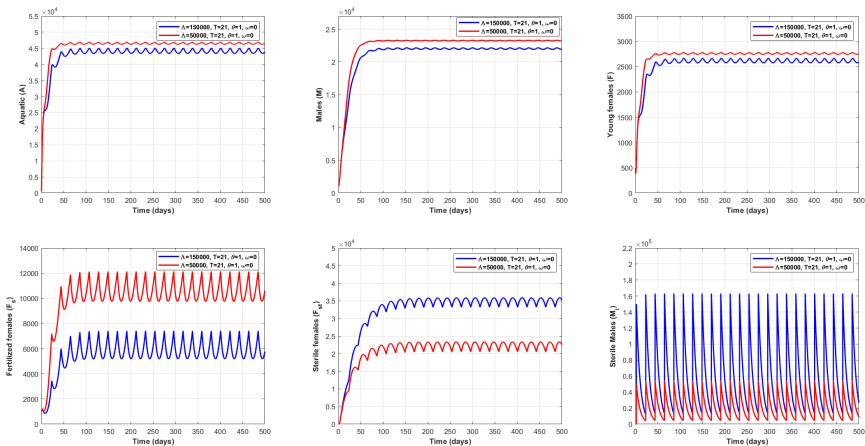 ×10⁴
5.5
5
4.5
4
3.5
3
2.5
2
1.5
1
0.5
0
Aquatic (A)
Λ=150000, T=21, θ=1, ω=0
Λ=50000, T=21, θ=1, ω=0
0 50 100 150 200 250 300 350 400 450 500
Time (days)
×10⁴
2.5
2
1.5
1
0.5
0
Males (M)
Λ=150000, T=21, θ=1, ω=0
Λ=50000, T=21, θ=1, ω=0
0 50 100 150 200 250 300 350 400 450 500
Time (days)
3500
3000
2500
2000
1500
1000
500
0
Young females (F)
Λ=150000, T=21, θ=1, ω=0
Λ=50000, T=21, θ=1, ω=0
0 50 100 150 200 250 300 350 400 450 500
Time (days)
14000
12000
10000
8000
6000
4000
2000
0
Fertilized females (Fₛ)
Λ=150000, T=21, θ=1, ω=0
Λ=50000, T=21, θ=1, ω=0
0 50 100 150 200 250 300 350 400 450 500
Time (days)
×10⁴
5
4.5
4
3.5
3
2.5
2
1.5
1
0.5
0
Sterile females (Fₛₜ)
Λ=150000, T=21, θ=1, ω=0
Λ=50000, T=21, θ=1, ω=0
0 50 100 150 200 250 300 350 400 450 500
Time (days)
×10⁵
2.2
2
1.8
1.6
1.4
1.2
1
0.8
0.6
0.4
0.2
0
Sterile Males (Mᵢ)
Λ=150000, T=21, θ=1, ω=0
Λ=50000, T=21, θ=1, ω=0
0 50 100 150 200 250 300 350 400 450 500
Time (days)